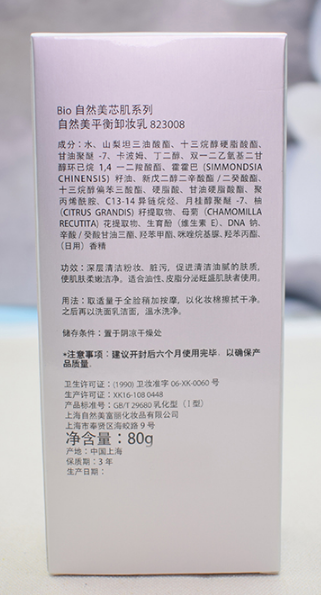 Bio 自然美芯肌系列
自然美平衡卸妆乳 823008
成分：水、山梨坦三油酸酯、十三烷醇硬脂酸酯、
甘油聚醚 -7、卡波姆、丁二醇、双一二乙氧基二甘
醇环已烷 1,4 一二羧酸酯、霍霍巴 (SIMMONDSIA
CHINENSIS) 籽油、新戊二醇二辛酸酯 / 二癸酸酯、
十三烷醇偏苯三酸酯、硬脂酸、甘油硬脂酸酯、聚
丙烯酰胺、C13-14 异链烷烃、月桂醇聚醚 -7、柚
(CITRUS GRANDIS) 籽提取物、母菊 (CHAMOMILLA
RECUTITA) 花提取物、生育酚（维生素 E）、DNA 钠、
辛酸 / 癸酸甘油三酯、羟苯甲酯、咪唑烷基脲、羟苯丙酯、
（日用）香精
功效：深层清洁粉妆、脏污，促进清洁油腻的肤质，
使肌肤柔嫩洁净。适合油性、皮脂分泌旺盛肌肤者使用。
用法：取适量于全脸稍加按摩，以化妆棉擦拭干净，
之后再以洗面乳洁面，温水洗净。
储存条件：置于阴凉干燥处
*注意事项：建议开封后六个月使用完毕，以确保产
品质量.
卫生许可证：(1990) 卫妆准字 06-XK-0060 号
生产许可证：XK16-108 0448
产品标准号：GB/T 29680 乳化型（Ⅰ型）
上海自然美富丽化妆品有限公司
上海市奉贤区海皎路 9 号
净含量：80g
产地：中国上海
保质期：3 年
生产日期：